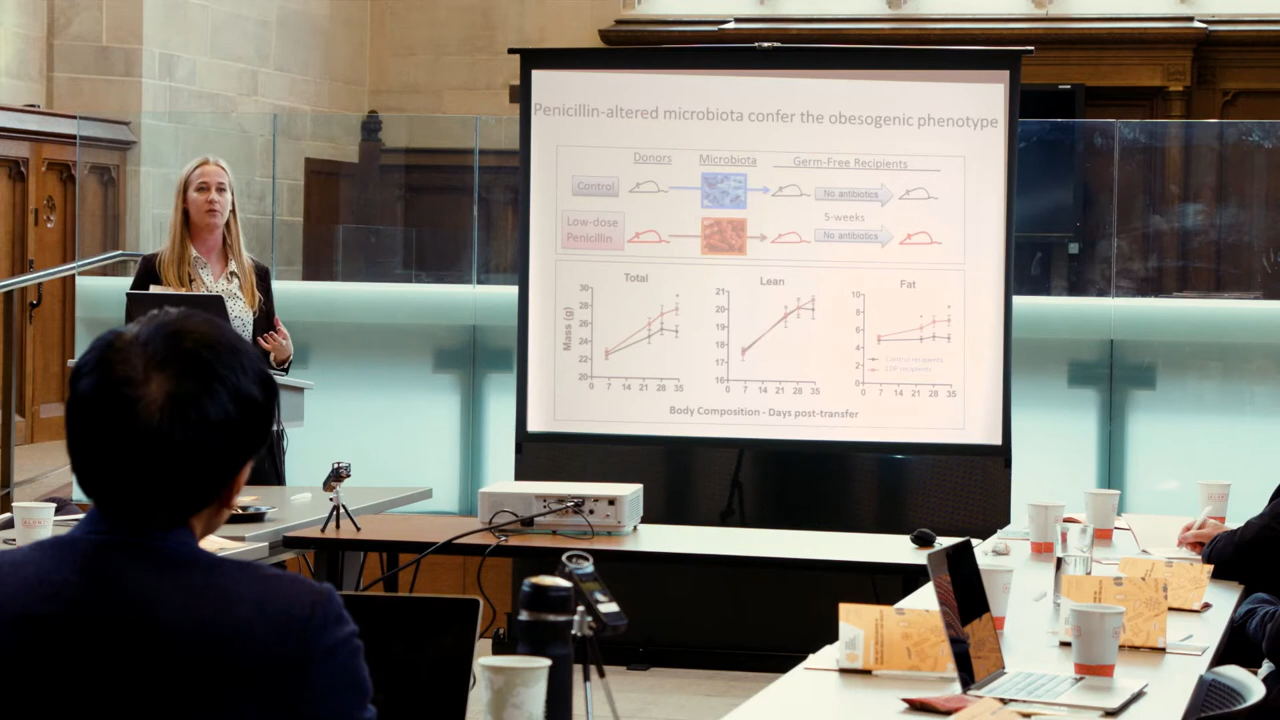 Penicillin-altered microbiota confer the obesogenic phenotype
Donors Microbiota Germ-Free Recipients
Control No antibiotics
5-weeks
Low-dose
Penicillin No antibiotics
Total Lean Fat
Mass (g)
30
28
26
24
22
20
0 7 14 21 28 35
21
20
19
18
17
16
0 7 14 21 28 35
10
8
6
4
2
0
0 7 14 21 28 35
Control recipients
LDP recipients
Body Composition - Days post-transfer